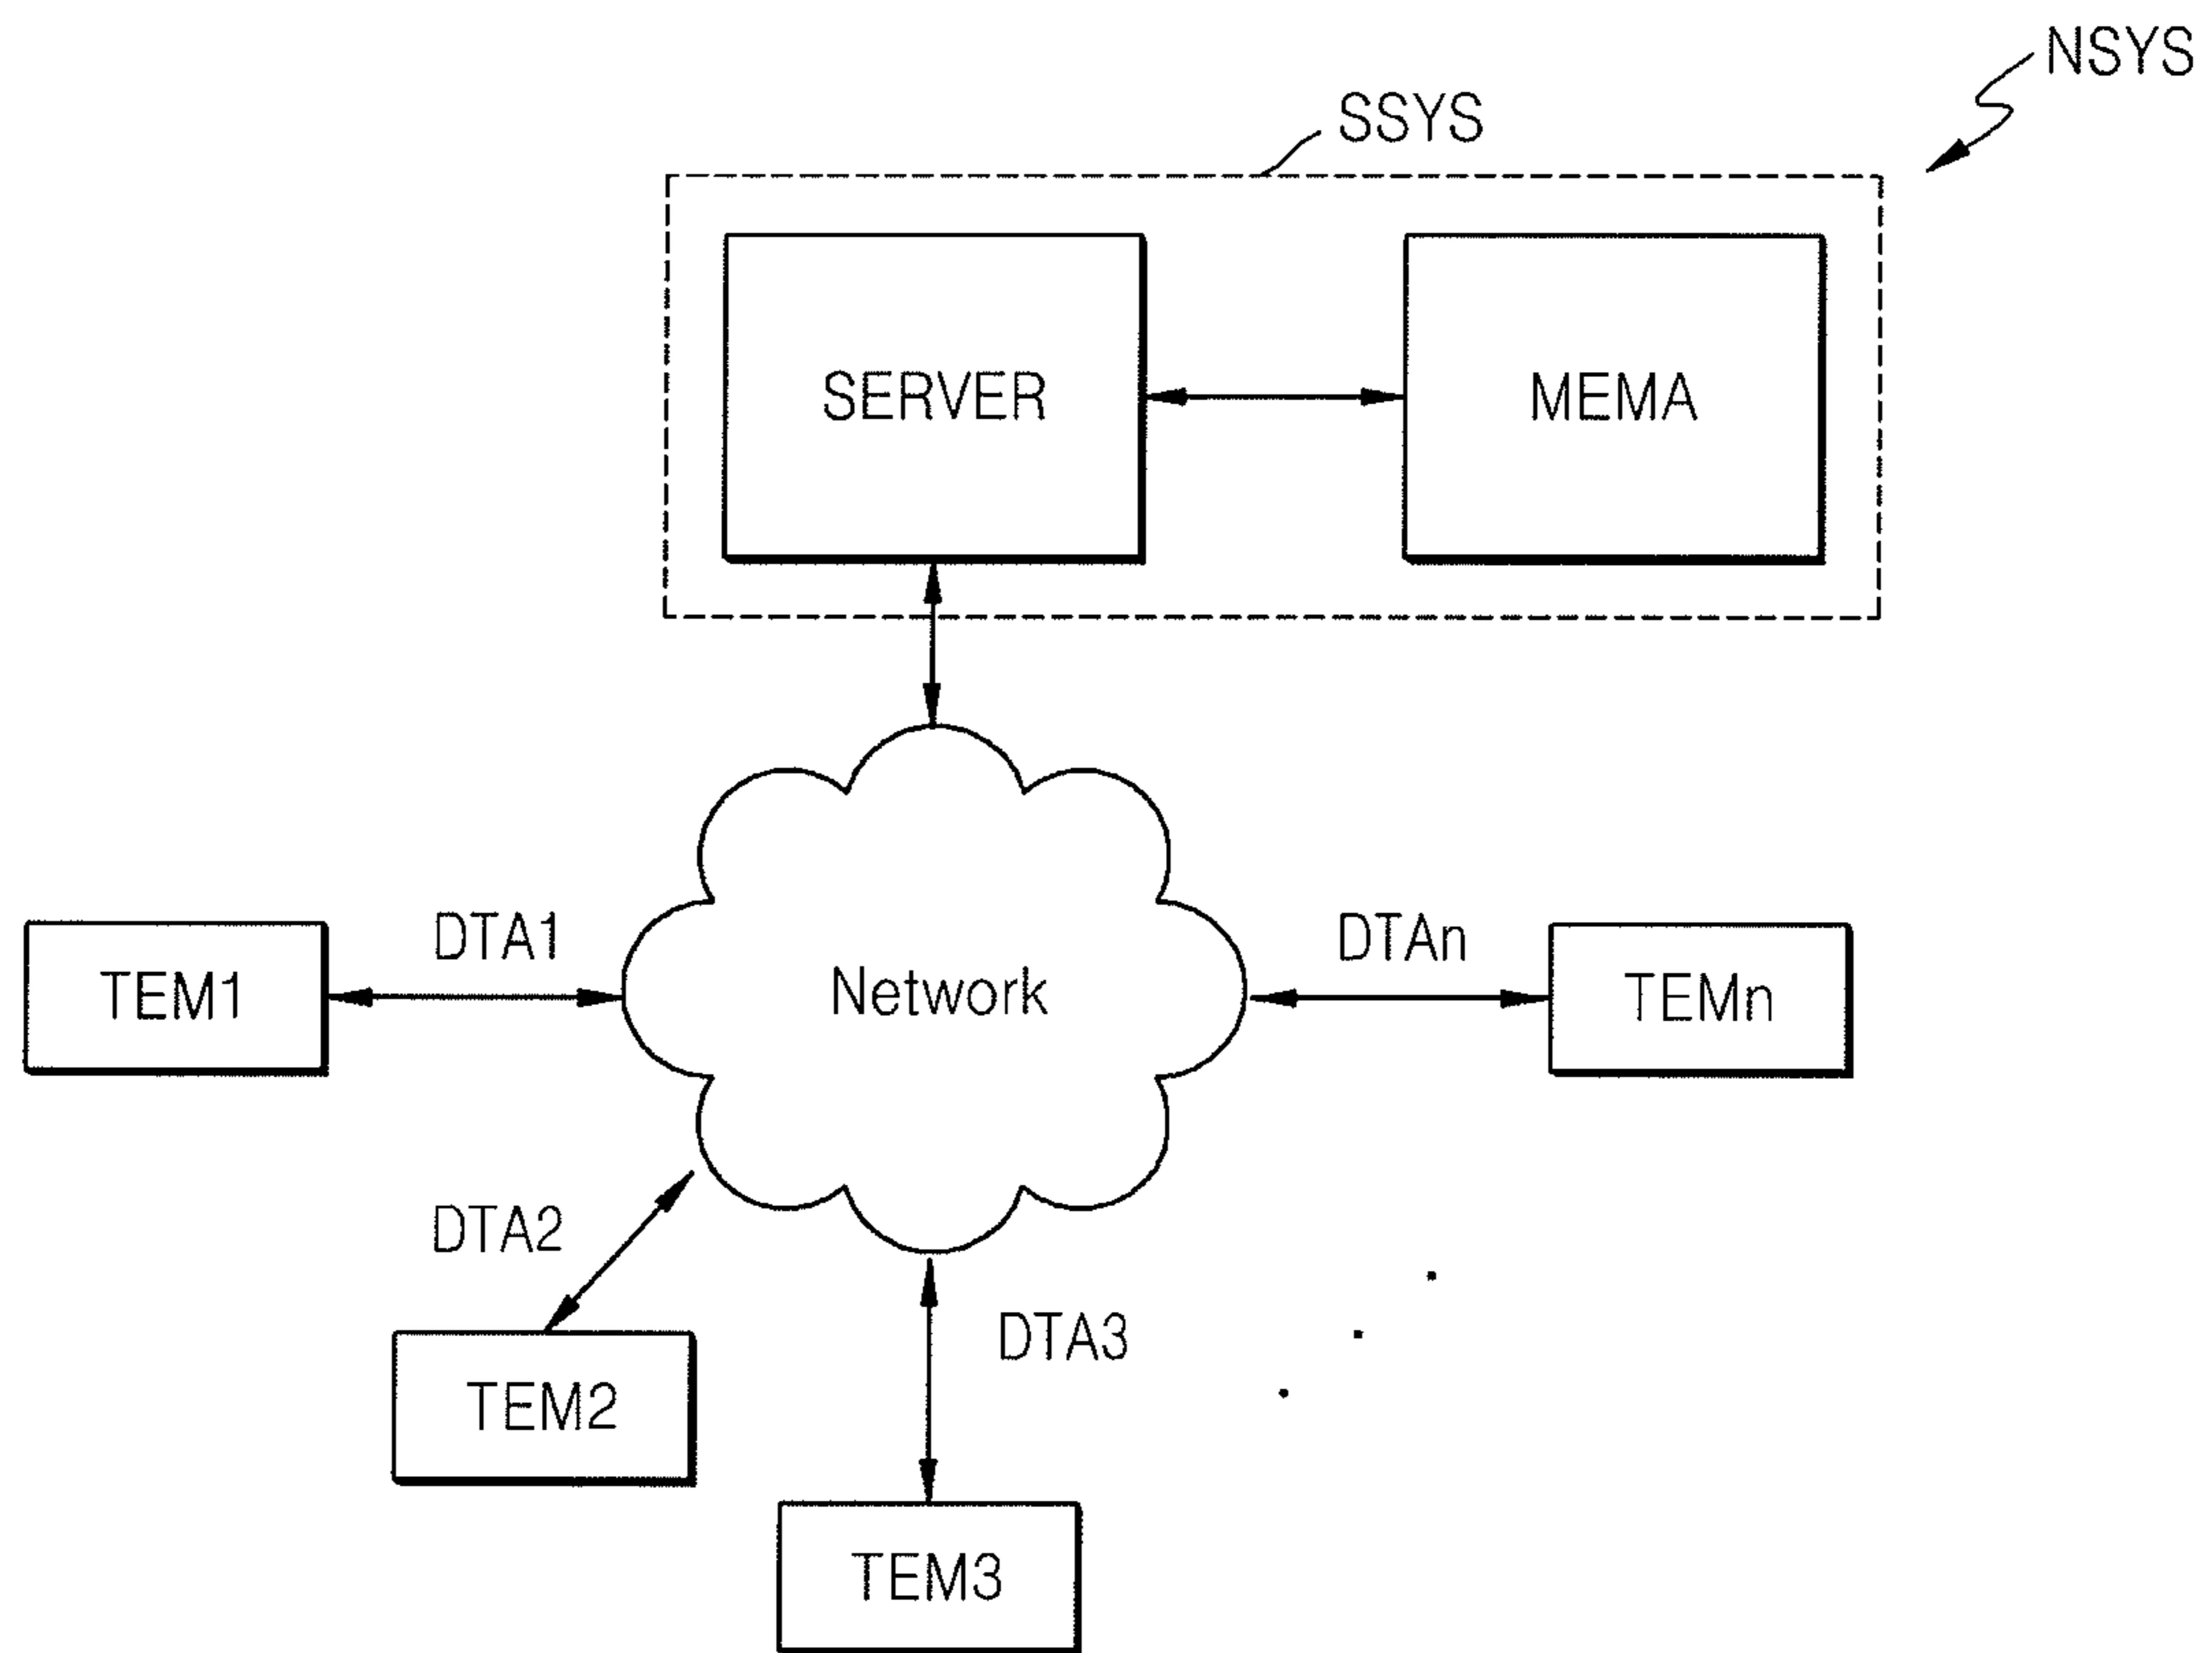 NSYS
SSYS
SERVER
MEMA
DTA1
DTAn
TEM1
Network
TEMn
DTA2
DTA3
TEM2
TEM3